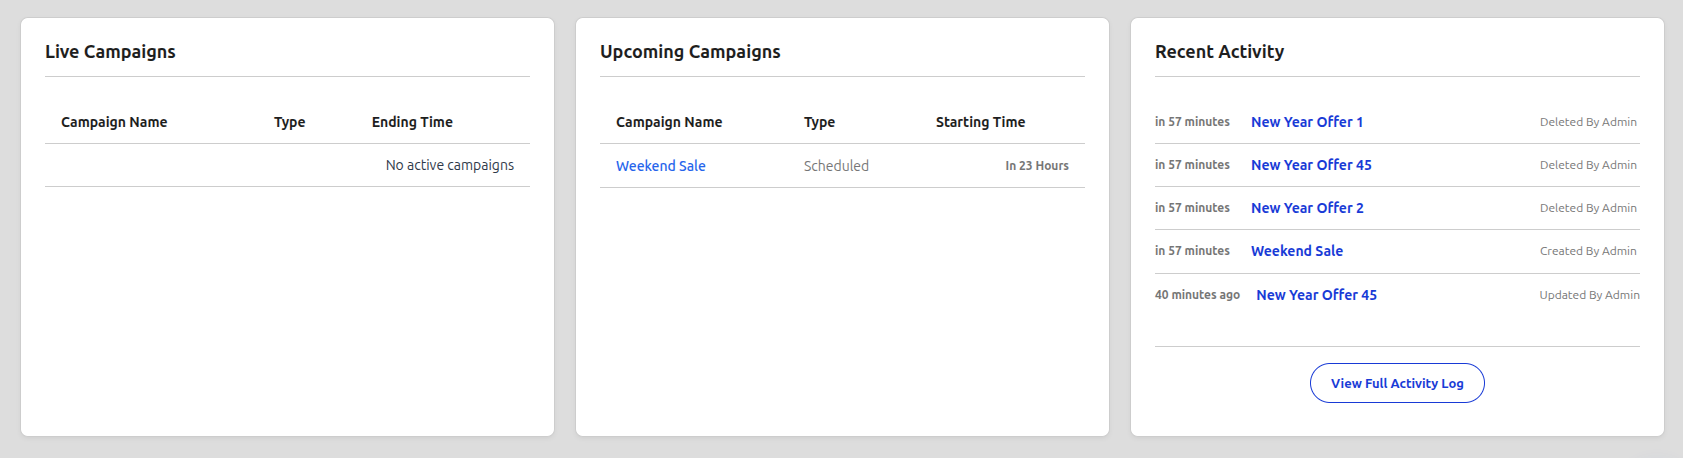 Live Campaigns
Campaign Name Type Ending Time
No active campaigns
Upcoming Campaigns
Campaign Name Type Starting Time
Weekend Sale Scheduled In 23 Hours
Recent Activity
in 57 minutes New Year Offer 1 Deleted By Admin
in 57 minutes New Year Offer 45 Deleted By Admin
in 57 minutes New Year Offer 2 Deleted By Admin
in 57 minutes Weekend Sale Created By Admin
40 minutes ago New Year Offer 45 Updated By Admin
View Full Activity Log